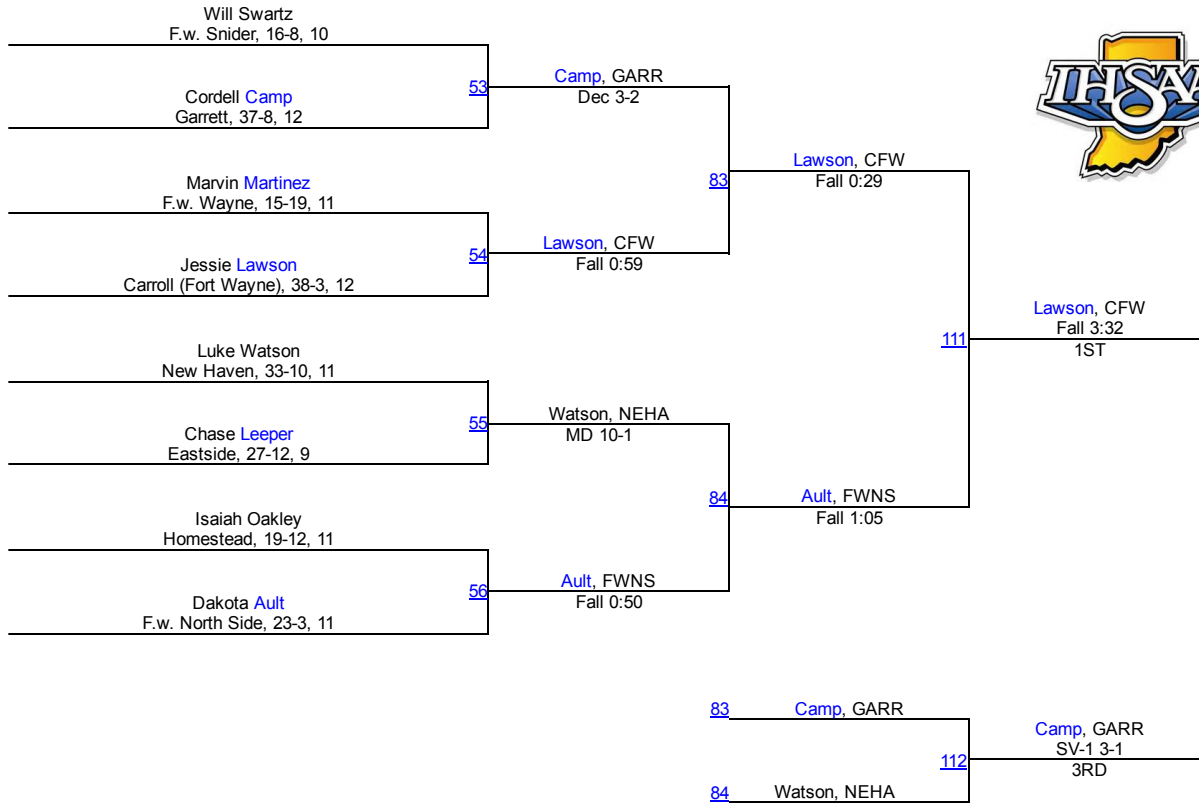 Will Swartz
F.w. Snider, 16-8, 10
Cordell Camp
Garrett, 37-8, 12
53
Camp, GARR
Dec 3-2
Marvin Martinez
F.w. Wayne, 15-19, 11
Jessie Lawson
Carroll (Fort Wayne), 38-3, 12
54
Lawson, CFW
Fall 0:59
83
Lawson, CFW
Fall 0:29
Luke Watson
New Haven, 33-10, 11
Chase Leeper
Eastside, 27-12, 9
55
Watson, NEHA
MD 10-1
Isaiah Oakley
Homestead, 19-12, 11
Dakota Ault
F.w. North Side, 23-3, 11
56
Ault, FWNS
Fall 0:50
84
Ault, FWNS
Fall 1:05
111
Lawson, CFW
Fall 3:32
1ST
IHSAA
83
Camp, GARR
84
Watson, NEHA
112
Camp, GARR
SV-1 3-1
3RD